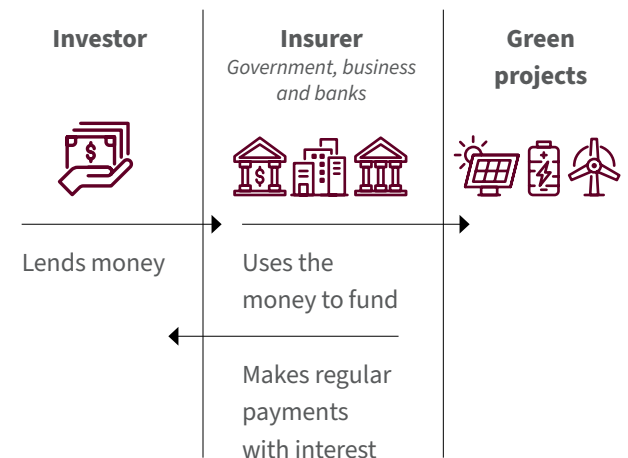 Investor
Insurer
Government, business
and banks
Green
projects
$
$
Lends money
Uses the
money to fund
Makes regular
payments
with interest